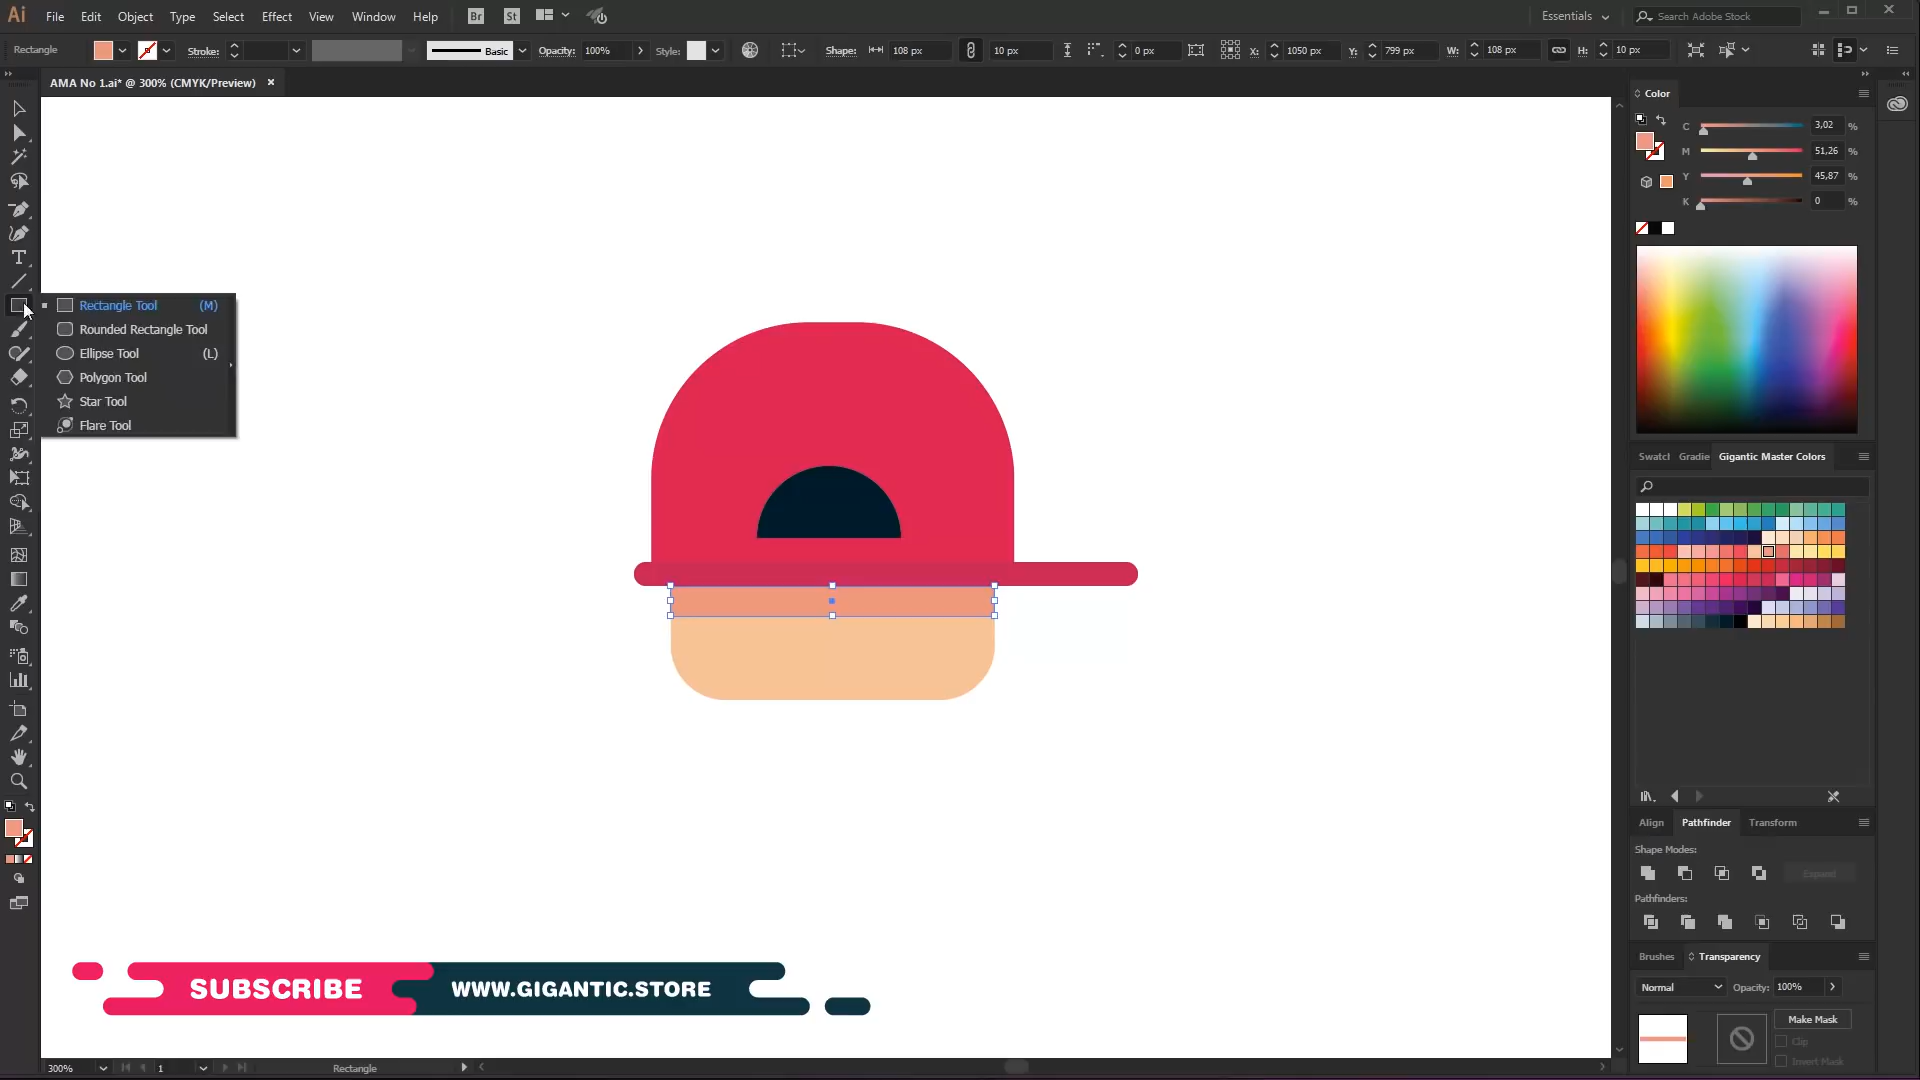 Ai File Edit Object Type Select Effect View Window Help Br St Essentials Search Adobe Stock
Rectangle Stroke: Basic Opacity: 100% Style: Shape: 108 px 10 px 0 px X: 1050 px Y: 799 px W: 108 px H: 10 px
AMA No 1.ai* @ 300% (CMYK/Preview)
Color
C 3,02 %
M 51,26 %
Y 45,87 %
K 0 %
T
Rectangle Tool (M)
Rounded Rectangle Tool
Ellipse Tool (L)
Polygon Tool
Star Tool
Flare Tool
Swatcl Gradie Gigantic Master Colors
Align Pathfinder Transform
Shape Modes:
Expand
Pathfinders:
Brushes Transparency
Normal Opacity: 100%
Make Mask
Clip
Invert Mask
SUBSCRIBE WWW.GIGANTIC.STORE
300% 1 Rectangle